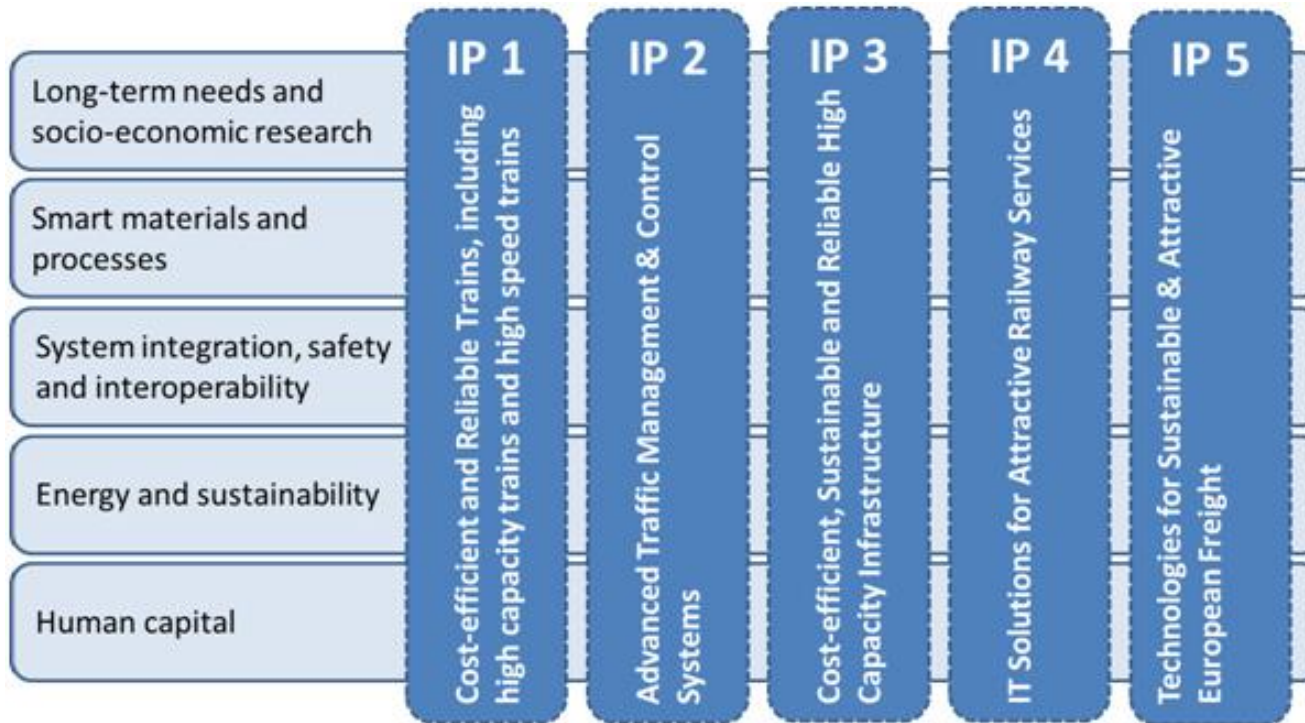 Long-term needs and
socio-economic research
Smart materials and
processes
System integration, safety
and interoperability
Energy and sustainability
Human capital
IP 1
Cost-efficient and Reliable Trains, including
high capacity trains and high speed trains
IP 2
Advanced Traffic Management & Control
Systems
IP 3
Cost-efficient, Sustainable and Reliable High
Capacity Infrastructure
IP 4
IT Solutions for Attractive Railway Services
IP 5
Technologies for Sustainable & Attractive
European Freight